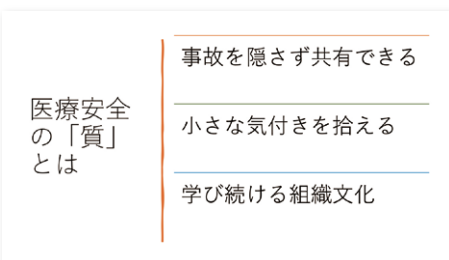 医療安全
の「質」
とは
事故を隠さず共有できる
小さな気付きを拾える
学び続ける組織文化